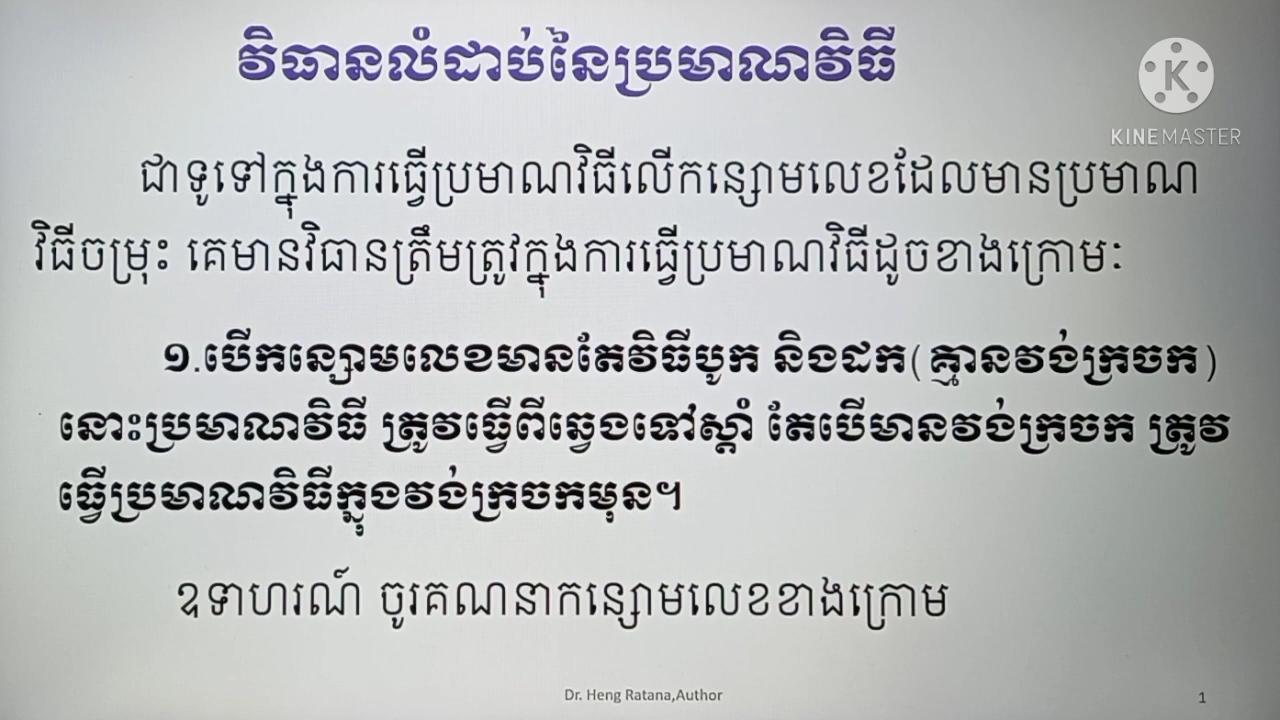 វិធានលំដាប់នៃប្រមាណវិធី
KINEMASTER
ជាទូទៅក្នុងការធ្វើប្រមាណវិធីលើកន្សោមលេខដែលមានប្រមាណ
វិធីចម្រុះ គេមានវិធានត្រឹមត្រូវក្នុងការធ្វើប្រមាណវិធីដូចខាងក្រោមៈ
១.បើកន្សោមលេខមានតែវិធីបូក និងដក(គ្មានវង់ក្រចក)
នោះប្រមាណវិធី ត្រូវធ្វើពីឆ្វេងទៅស្តាំ តែបើមានវង់ក្រចក ត្រូវ
ធ្វើប្រមាណវិធីក្នុងវង់ក្រចកមុន។
ឧទាហរណ៍ ចូរគណនាកន្សោមលេខខាងក្រោម
Dr. Heng Ratana,Author
1